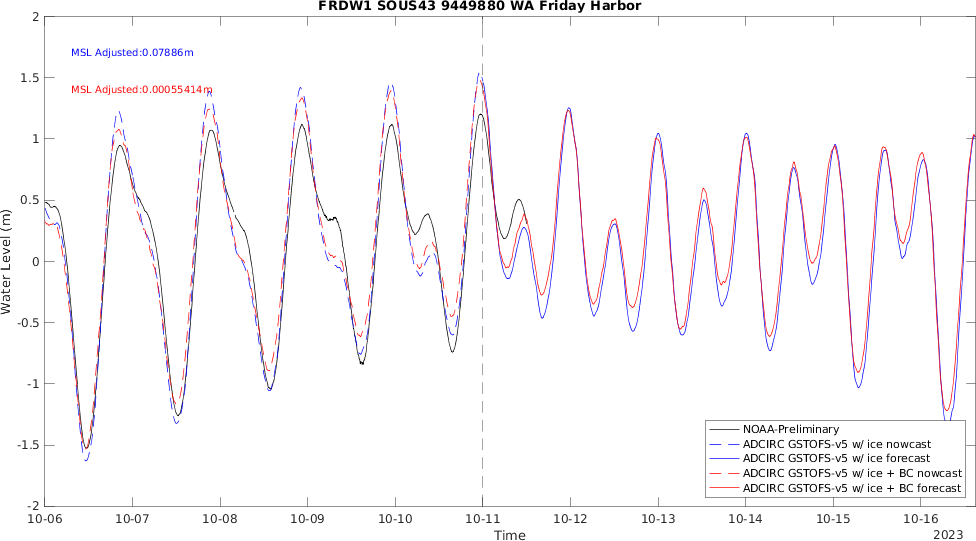 FRDW1 SOUS43 9449880 WA Friday Harbor
2
1.5
1
0.5
0
-0.5
-1
-1.5
-2
Water Level (m)
MSL Adjusted:0.07886m
MSL Adjusted:0.00055414m
NOAA-Preliminary
ADCIRC GSTOFS-v5 w/ ice nowcast
ADCIRC GSTOFS-v5 w/ ice forecast
ADCIRC GSTOFS-v5 w/ ice + BC nowcast
ADCIRC GSTOFS-v5 w/ ice + BC forecast
10-06 10-07 10-08 10-09 10-10 10-11 10-12 10-13 10-14 10-15 10-16
Time
2023